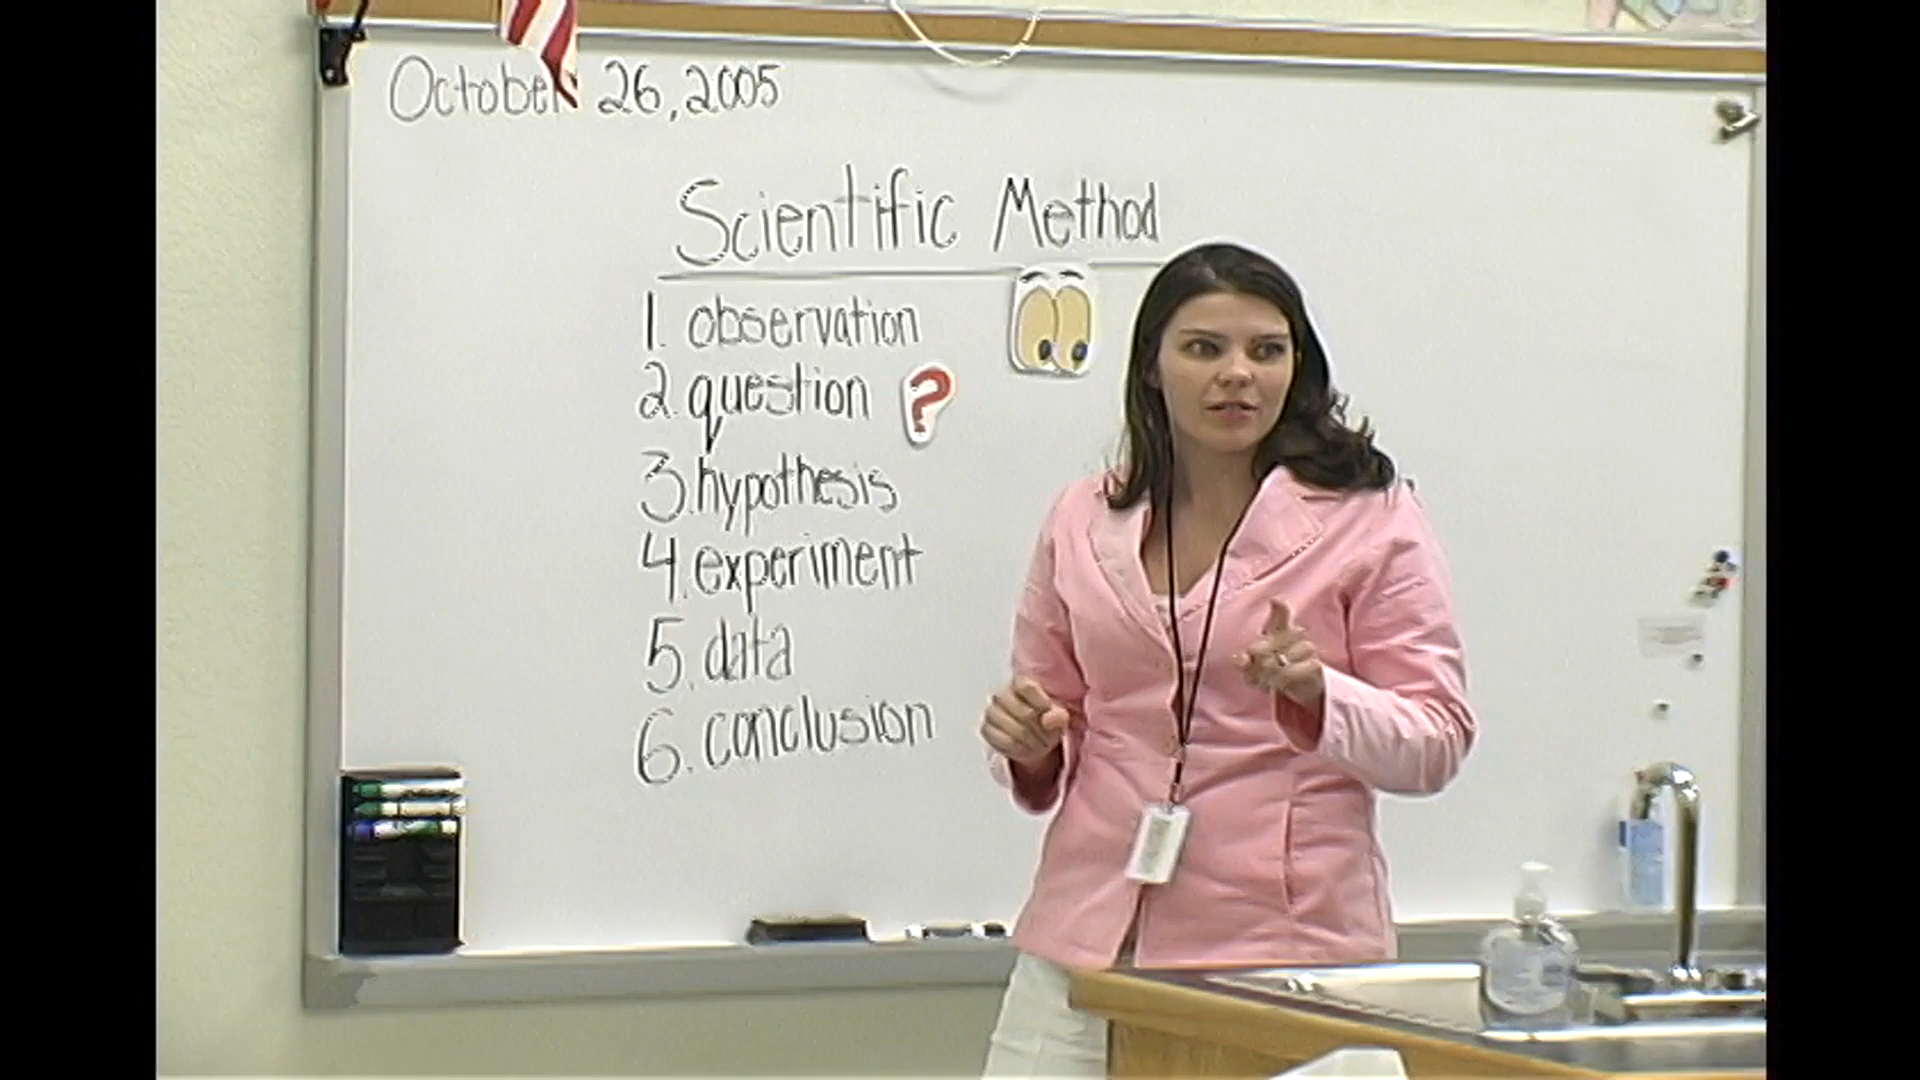 October 26, 2005
Scientific Method
1. observation
2. question ?
3. hypothesis
4. experiment
5. data
6. conclusion